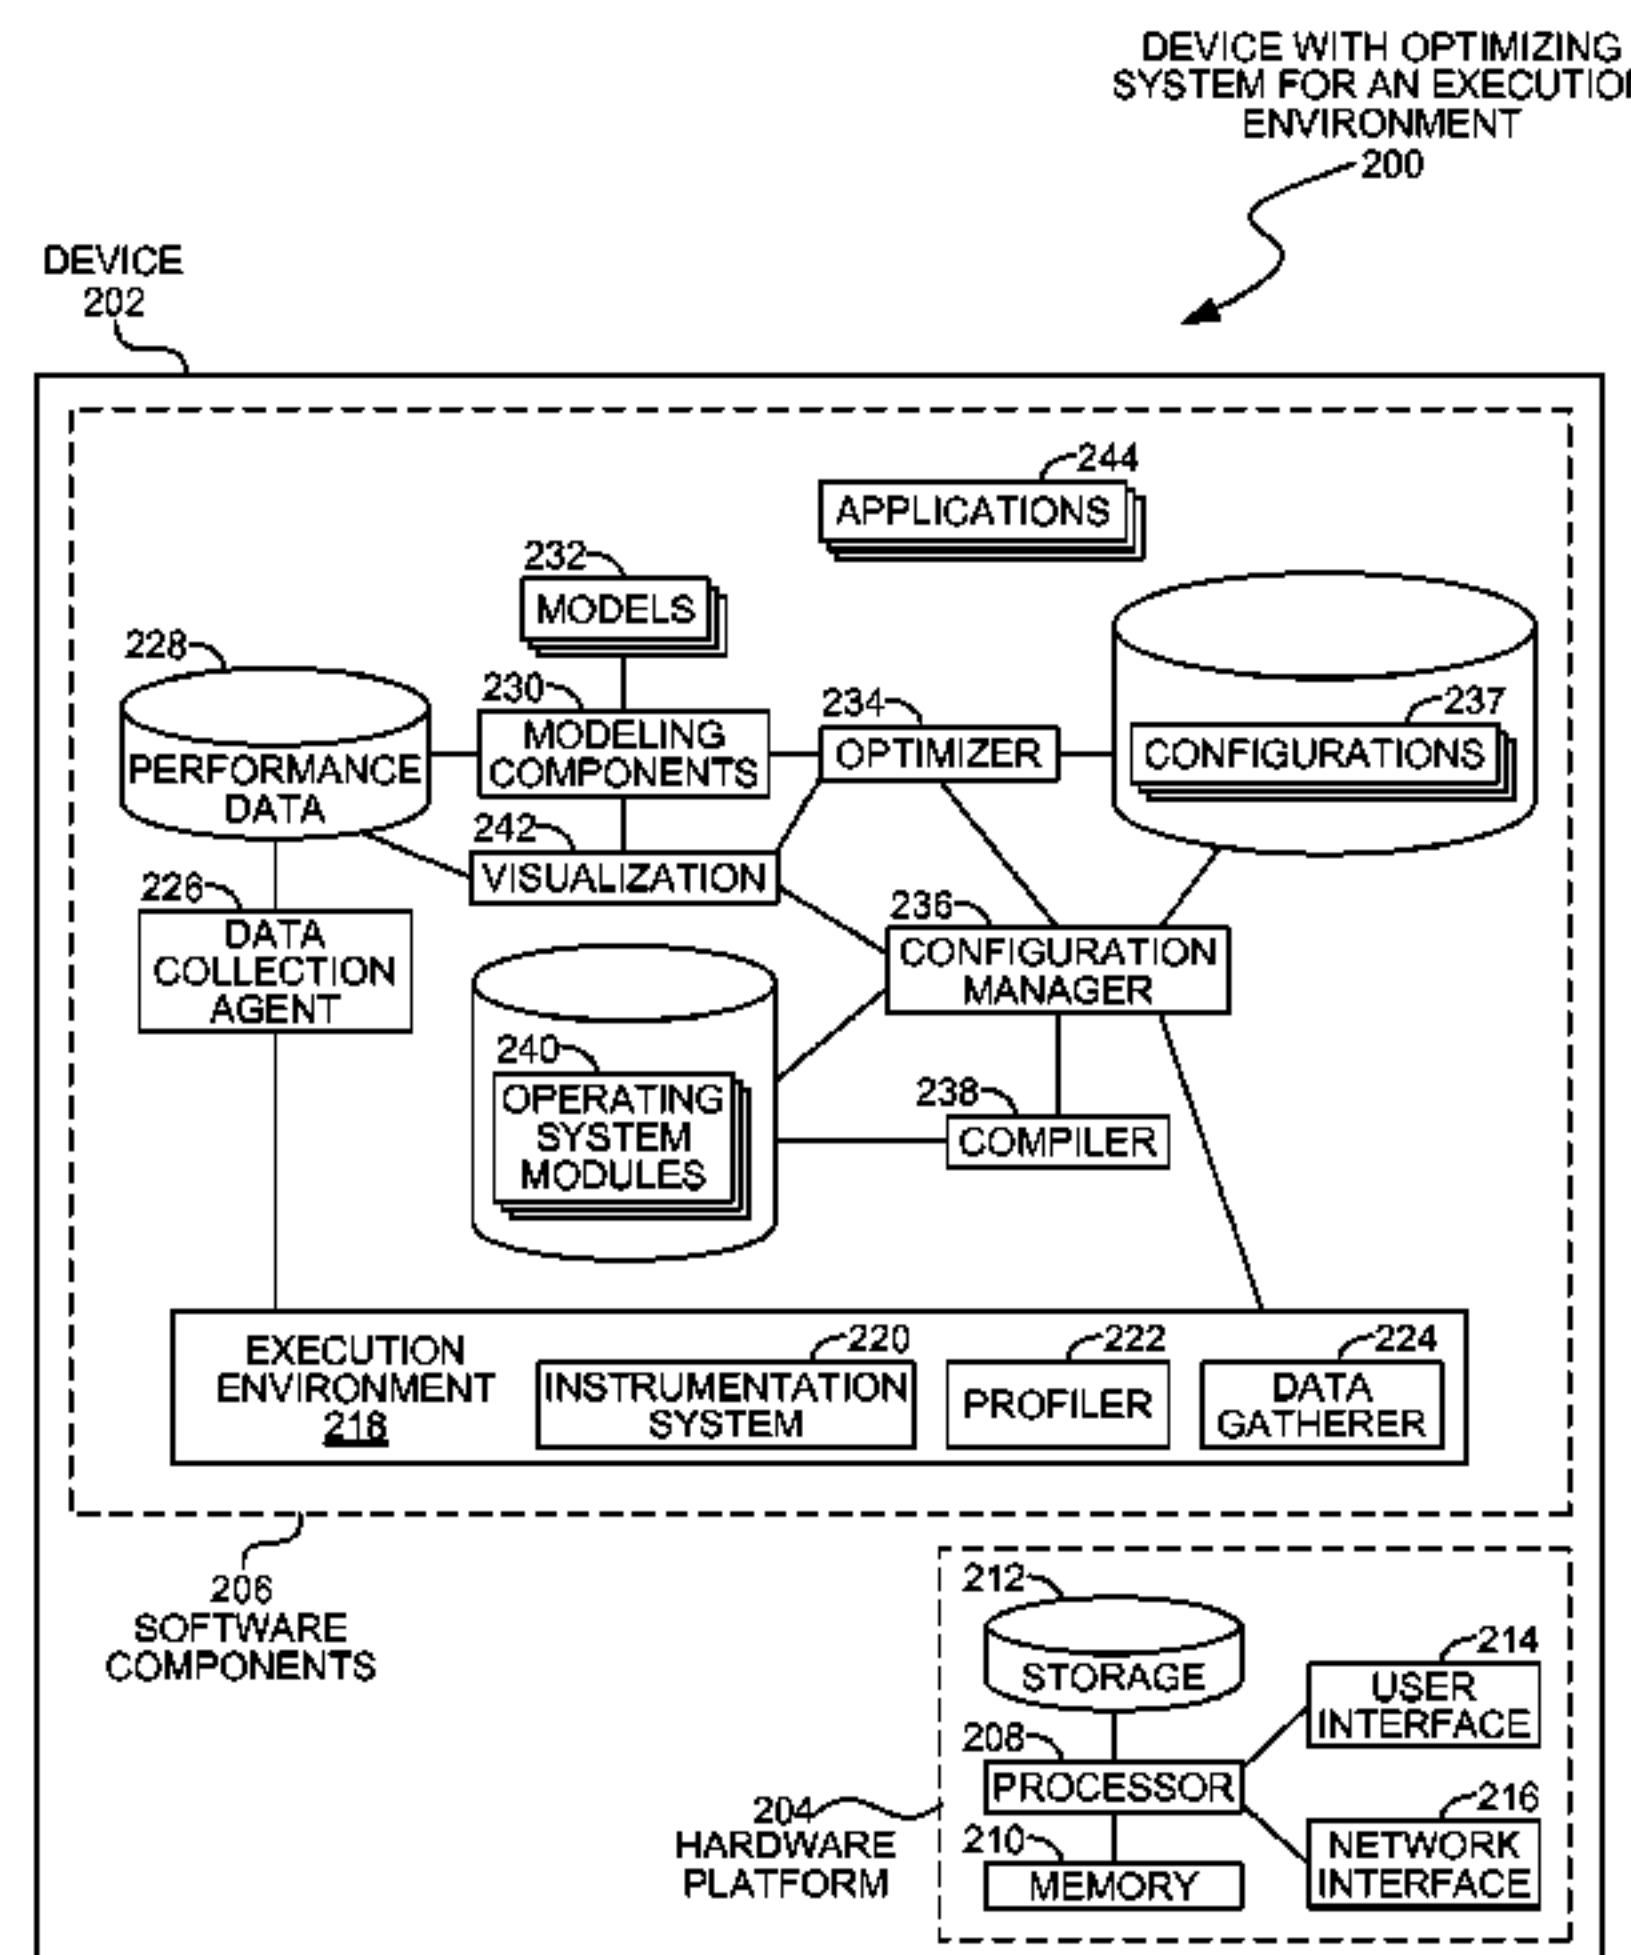 DEVICE WITH OPTIMIZING
SYSTEM FOR AN EXECUTION
ENVIRONMENT
200
DEVICE
202
244
APPLICATIONS
232
MODELS
228
PERFORMANCE
DATA
230
MODELING
COMPONENTS
234
OPTIMIZER
237
CONFIGURATIONS
242
VISUALIZATION
226
DATA
COLLECTION
AGENT
236
CONFIGURATION
MANAGER
240
OPERATING
SYSTEM
MODULES
238
COMPILER
EXECUTION
ENVIRONMENT
218
220
INSTRUMENTATION
SYSTEM
222
PROFILER
224
DATA
GATHERER
206
SOFTWARE
COMPONENTS
212
STORAGE
214
USER
INTERFACE
208
PROCESSOR
204
HARDWARE
PLATFORM
210
MEMORY
216
NETWORK
INTERFACE